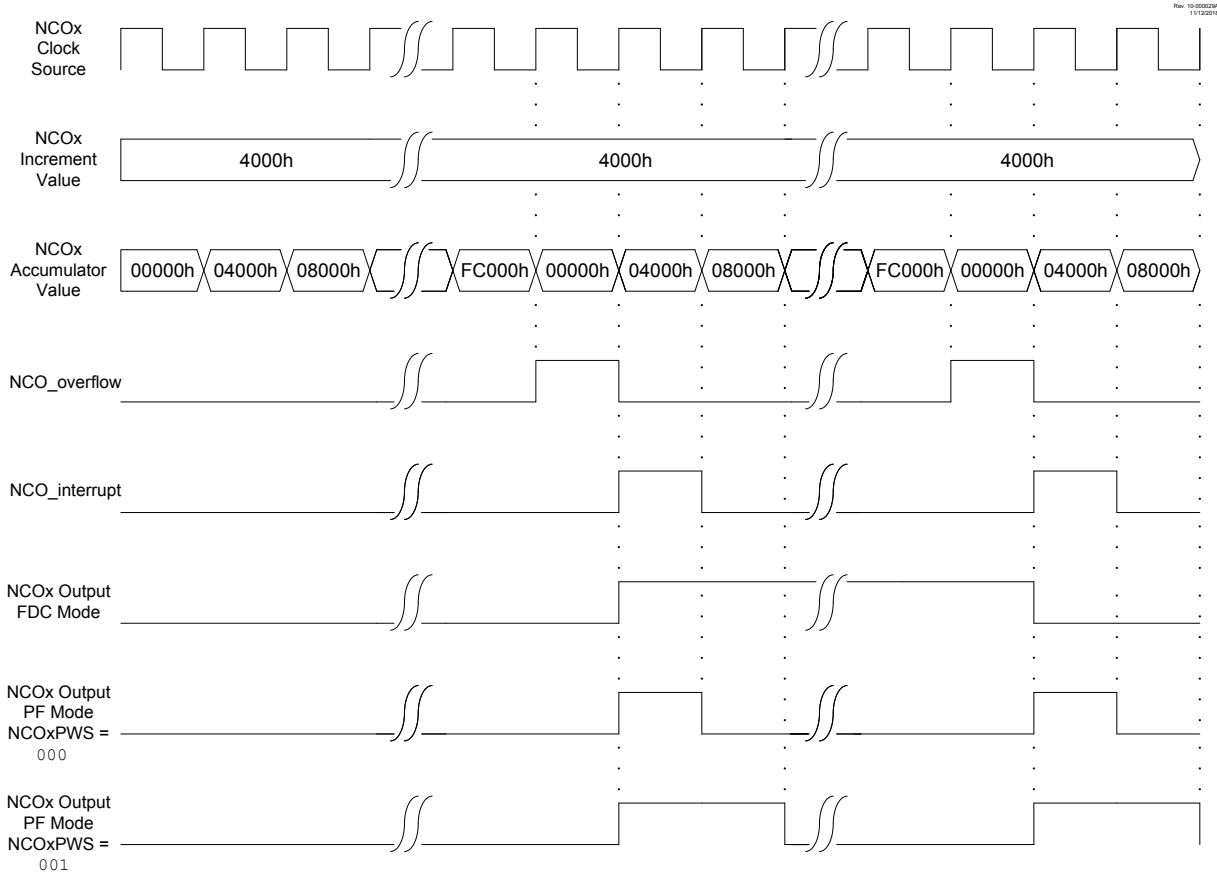 Rev. 10-000029A
11/12/2018
NCOx
Clock
Source
NCOx
Increment
Value
4000h
4000h
4000h
NCOx
Accumulator
Value
00000h
04000h
08000h
FC000h
00000h
04000h
08000h
FC000h
00000h
04000h
08000h
NCO_overflow
NCO_interrupt
NCOx Output
FDC Mode
NCOx Output
PF Mode
NCOxPWS =
000
NCOx Output
PF Mode
NCOxPWS =
001